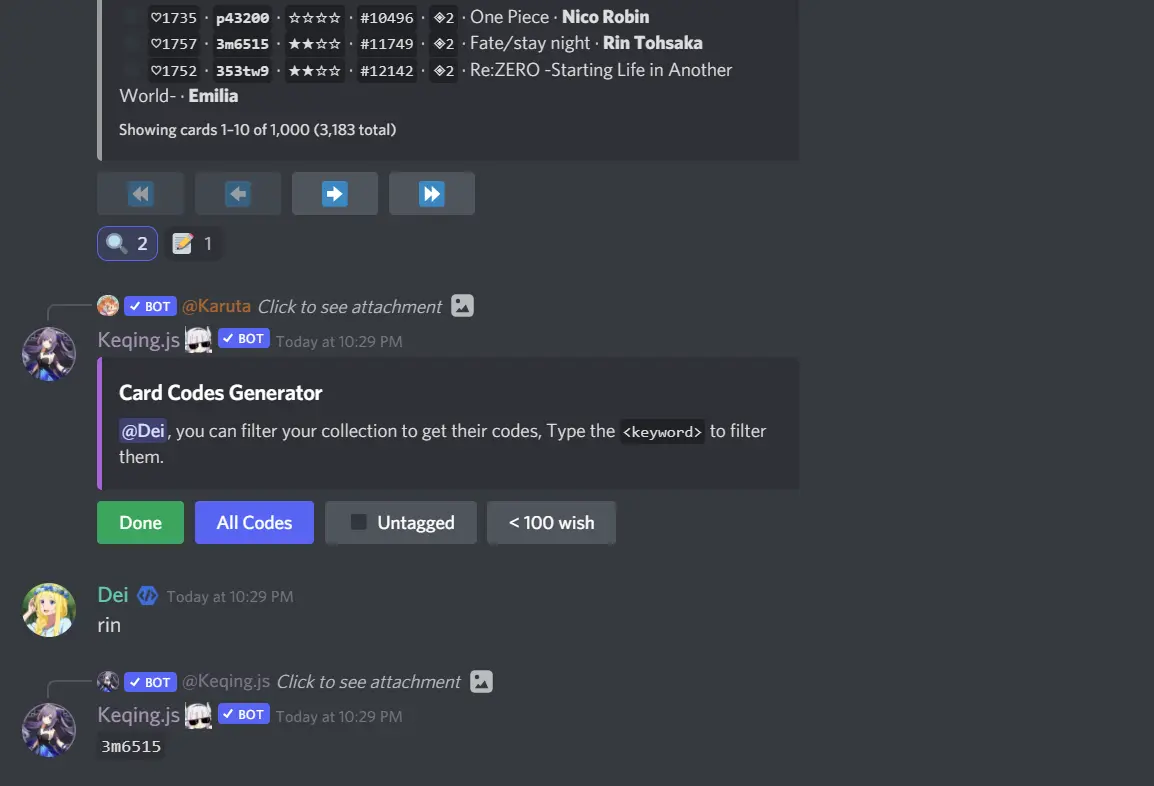 ♡1735 · p43200 · ☆☆☆☆ · #10496 · ◈2 · One Piece · Nico Robin
♡1757 · 3m6515 · ★★☆☆ · #11749 · ◈2 · Fate/stay night · Rin Tohsaka
♡1752 · 353tw9 · ★★☆☆ · #12142 · ◈2 · Re:ZERO -Starting Life in Another
World- · Emilia
Showing cards 1–10 of 1,000 (3,183 total)
2 1
✓ BOT @Karuta Click to see attachment
Keqing.js ✓ BOT Today at 10:29 PM
Card Codes Generator
@Dei, you can filter your collection to get their codes, Type the <keyword> to filter
them.
Done All Codes Untagged < 100 wish
Dei Today at 10:29 PM
rin
✓ BOT @Keqing.js Click to see attachment
Keqing.js ✓ BOT Today at 10:29 PM
3m6515